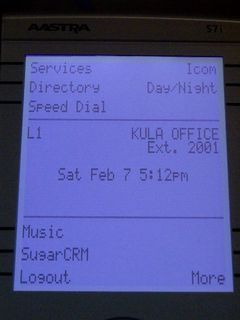 AASTRA 57i
Services Icom
Directory Day/Night
Speed Dial
L1 KULA OFFICE
Ext. 2001
Sat Feb 7 5:12pm
Music
SugarCRM
Logout More